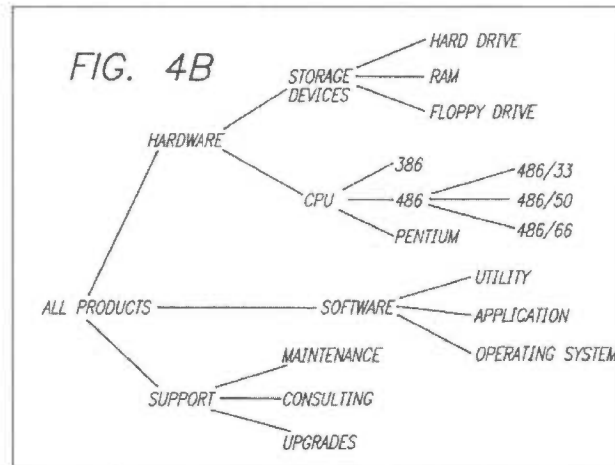 FIG. 4B
HARD DRIVE
STORAGE
DEVICES
RAM
FLOPPY DRIVE
HARDWARE
386
486/33
CPU
486
486/50
PENTIUM
486/66
UTILITY
ALL PRODUCTS
SOFTWARE
APPLICATION
OPERATING SYSTEM
MAINTENANCE
SUPPORT
CONSULTING
UPGRADES